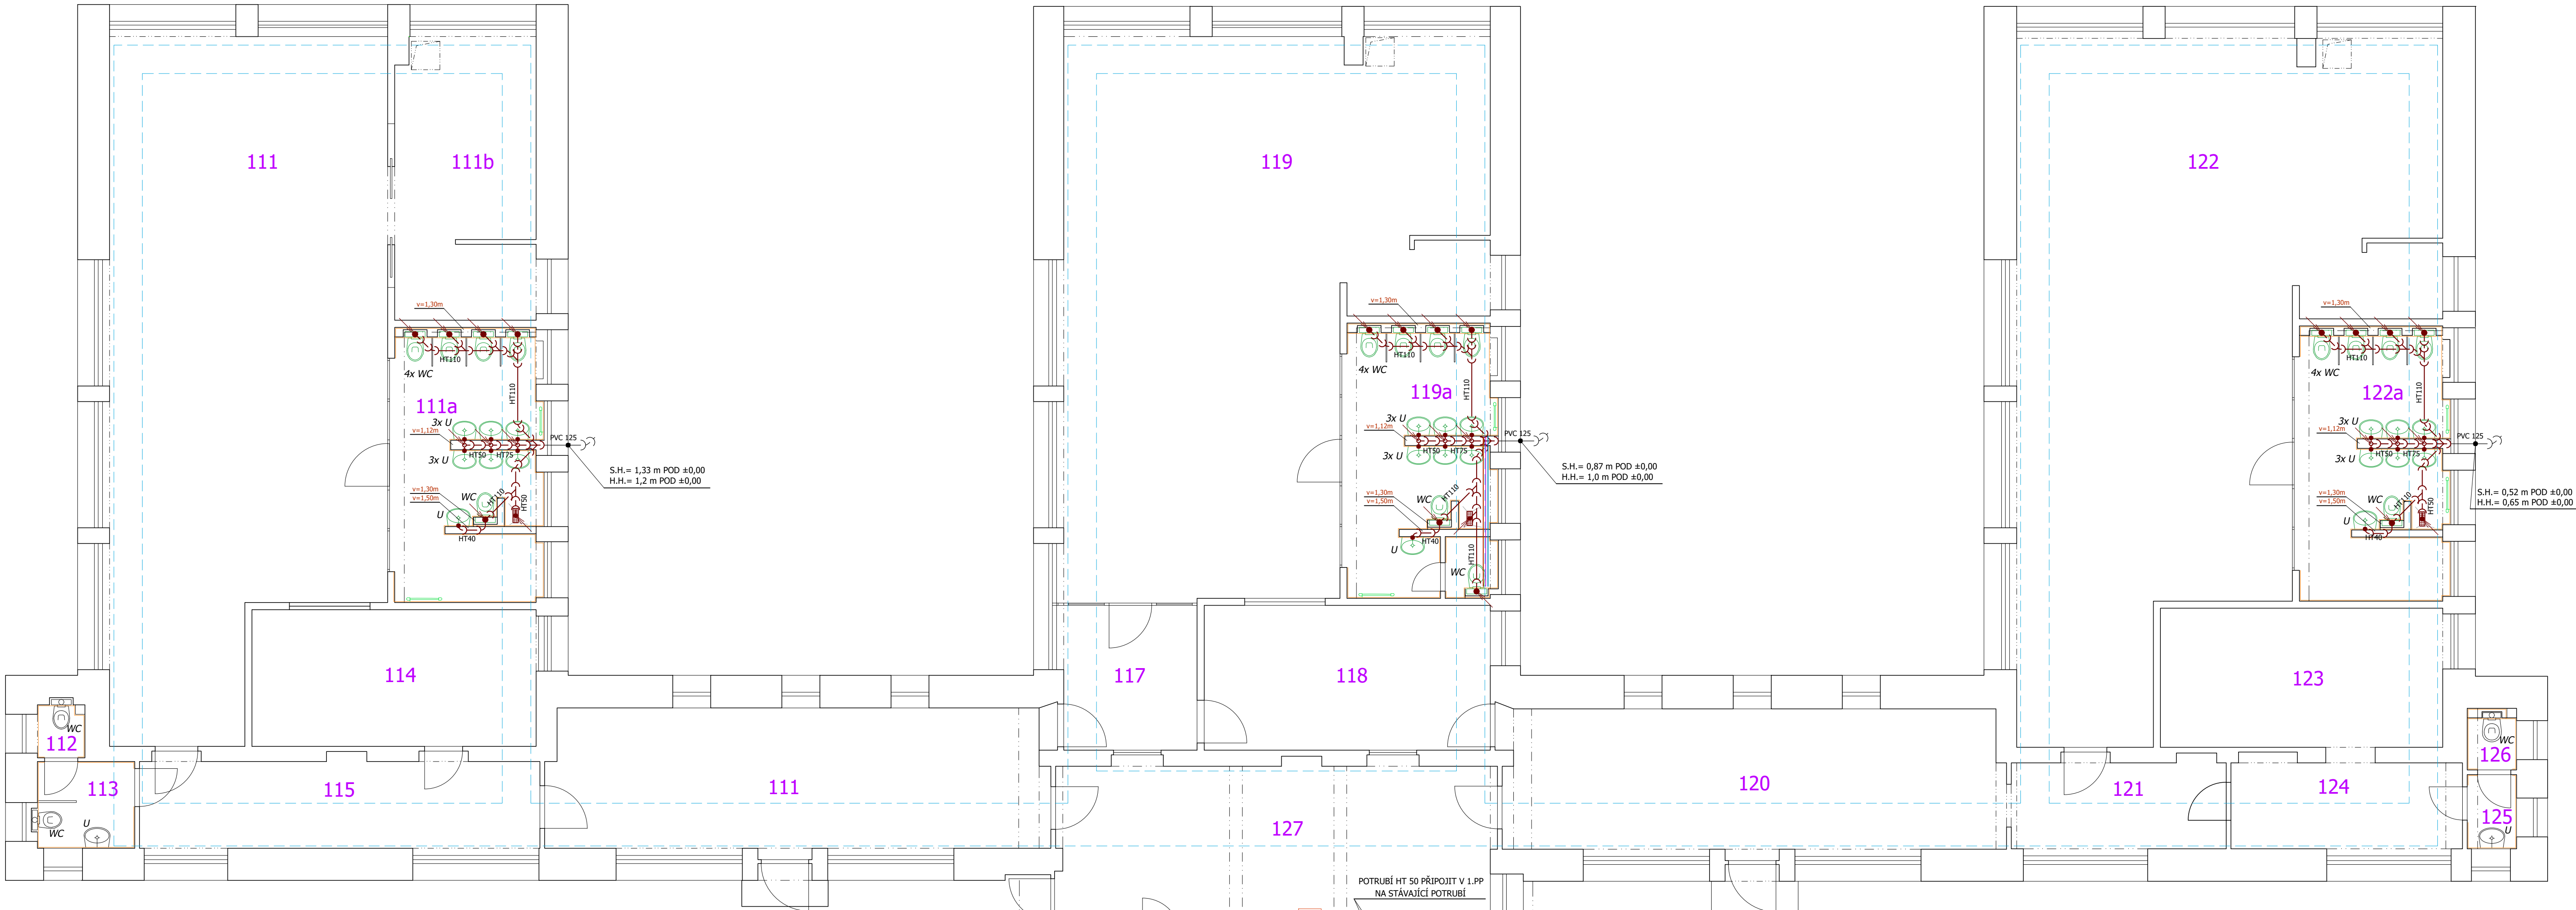 111
111b
v=1,30m
HT110
4x WC
HT110
111a
3x U
v=1,12m
PVC 125
HT50
HT75
3x U
S.H.= 1,33 m POD ±0,00
H.H.= 1,2 m POD ±0,00
v=1,30m
WC
HT110
v=1,50m
HT50
U
HT40
114
112
WC
113
WC
U
115
111
119
v=1,30m
HT110
4x WC
HT110
119a
3x U
v=1,12m
PVC 125
HT50
HT75
3x U
S.H.= 0,87 m POD ±0,00
H.H.= 1,0 m POD ±0,00
v=1,30m
WC
HT110
v=1,50m
HT40
U
HT110
WC
117
118
127
POTRUBÍ HT 50 PŘIPOJIT V 1.PP
NA STÁVAJÍCÍ POTRUBÍ
120
122
v=1,30m
HT110
4x WC
HT110
122a
3x U
v=1,12m
PVC 125
HT50
HT75
3x U
S.H.= 0,52 m POD ±0,00
H.H.= 0,65 m POD ±0,00
v=1,30m
WC
HT110
v=1,50m
HT50
U
HT40
123
121
124
WC
126
125
U